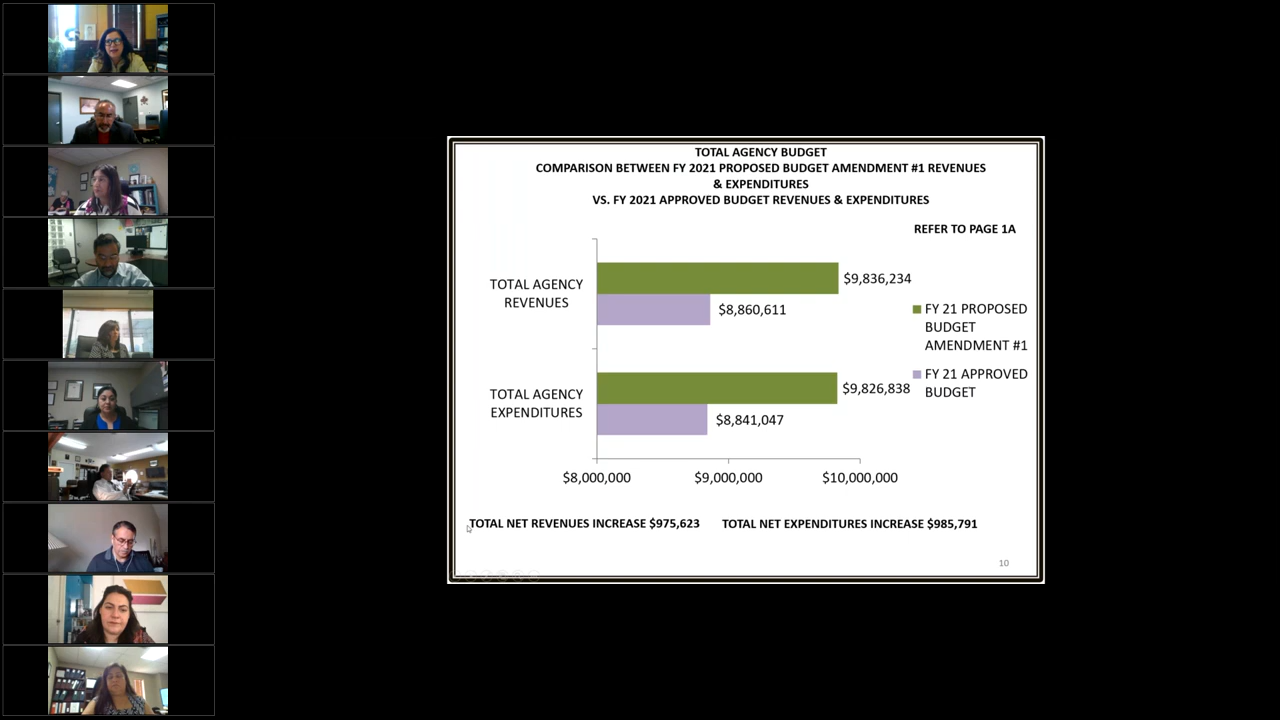 TOTAL AGENCY BUDGET
COMPARISON BETWEEN FY 2021 PROPOSED BUDGET AMENDMENT #1 REVENUES
& EXPENDITURES
VS. FY 2021 APPROVED BUDGET REVENUES & EXPENDITURES
REFER TO PAGE 1A
TOTAL AGENCY
REVENUES
$9,836,234
$8,860,611
FY 21 PROPOSED
BUDGET
AMENDMENT #1
FY 21 APPROVED
BUDGET
TOTAL AGENCY
EXPENDITURES
$9,826,838
$8,841,047
$8,000,000 $9,000,000 $10,000,000
TOTAL NET REVENUES INCREASE $975,623 TOTAL NET EXPENDITURES INCREASE $985,791
10